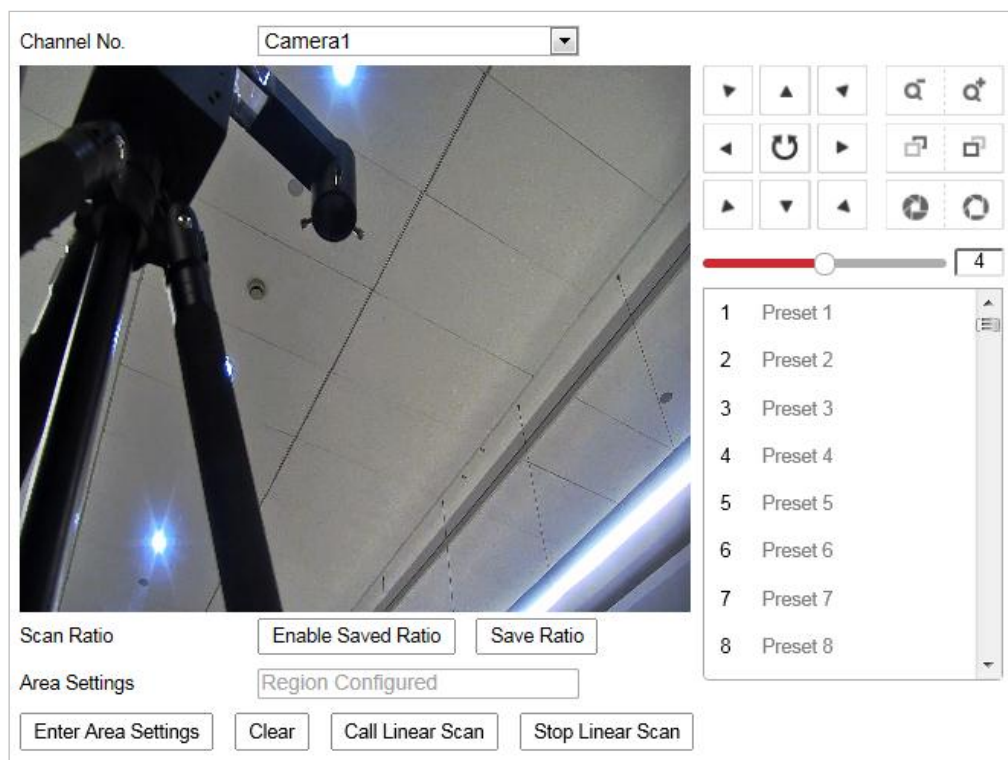 Channel No. Camera1
4
1 Preset 1
2 Preset 2
3 Preset 3
4 Preset 4
5 Preset 5
6 Preset 6
7 Preset 7
8 Preset 8
Scan Ratio Enable Saved Ratio Save Ratio
Area Settings Region Configured
Enter Area Settings Clear Call Linear Scan Stop Linear Scan